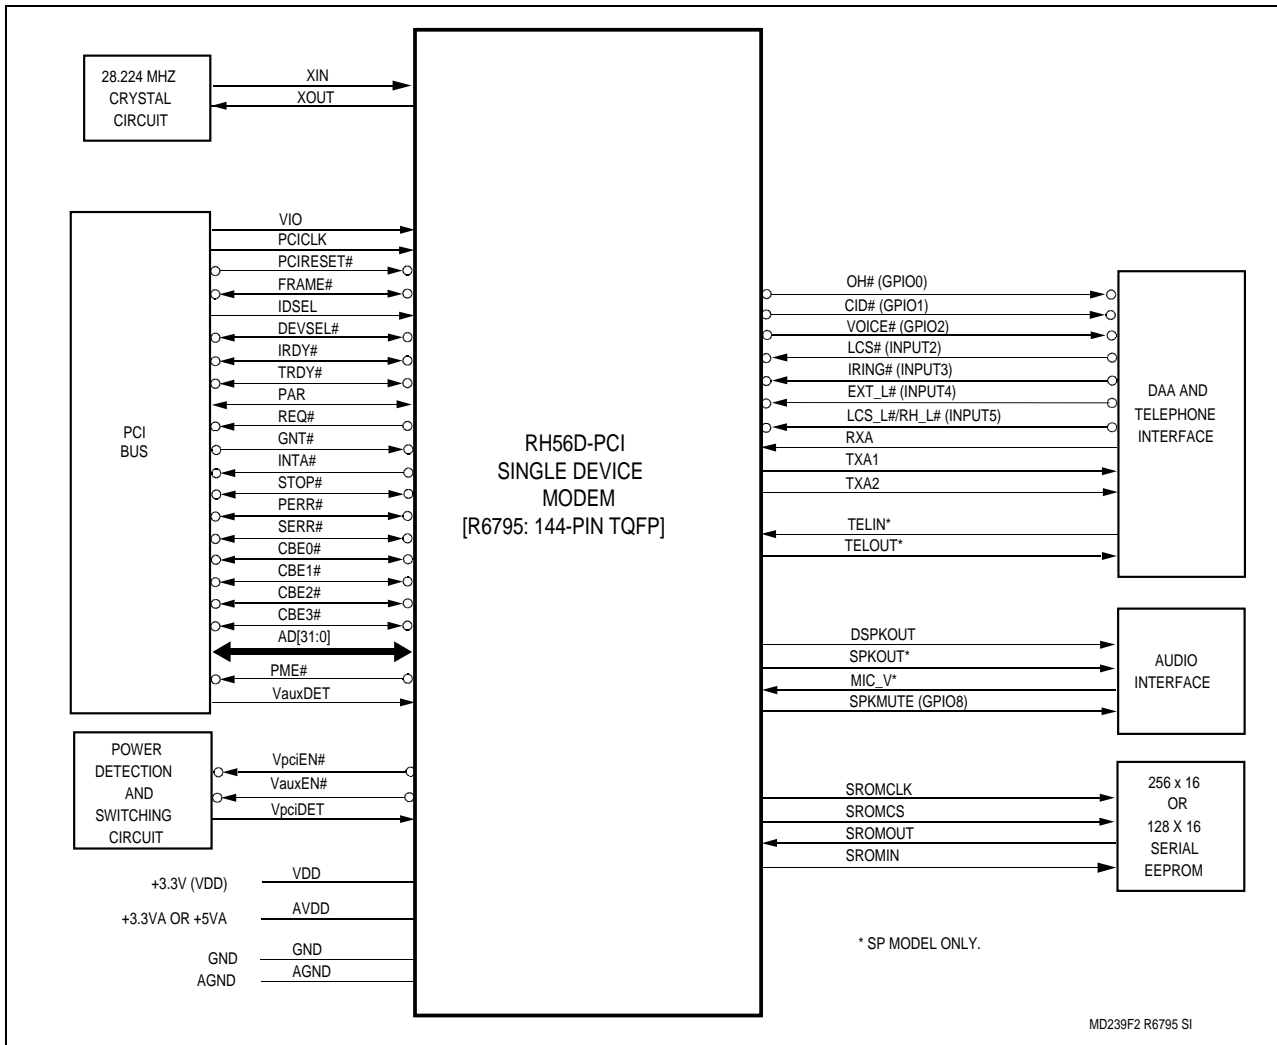 28.224 MHZ
CRYSTAL
CIRCUIT
XIN
XOUT
PCI
BUS
VIO
PCICLK
PCIRESET#
FRAME#
IDSEL
DEVSEL#
IRDY#
TRDY#
PAR
REQ#
GNT#
INTA#
STOP#
PERR#
SERR#
CBE0#
CBE1#
CBE2#
CBE3#
AD[31:0]
PME#
VauxDET
POWER
DETECTION
AND
SWITCHING
CIRCUIT
VpciEN#
VauxEN#
VpciDET
+3.3V (VDD)
VDD
+3.3VA OR +5VA
AVDD
GND
GND
AGND
AGND
RH56D-PCI
SINGLE DEVICE
MODEM
[R6795: 144-PIN TQFP]
OH# (GPIO0)
CID# (GPIO1)
VOICE# (GPIO2)
LCS# (INPUT2)
IRING# (INPUT3)
EXT_L# (INPUT4)
LCS_L#/RH_L# (INPUT5)
RXA
TXA1
TXA2
TELIN*
TELOUT*
DAA AND
TELEPHONE
INTERFACE
DSPKOUT
SPKOUT*
MIC_V*
SPKMUTE (GPIO8)
AUDIO
INTERFACE
SROMCLK
SROMCS
SROMOUT
SROMIN
256 x 16
OR
128 X 16
SERIAL
EEPROM
* SP MODEL ONLY.
MD239F2 R6795 SI